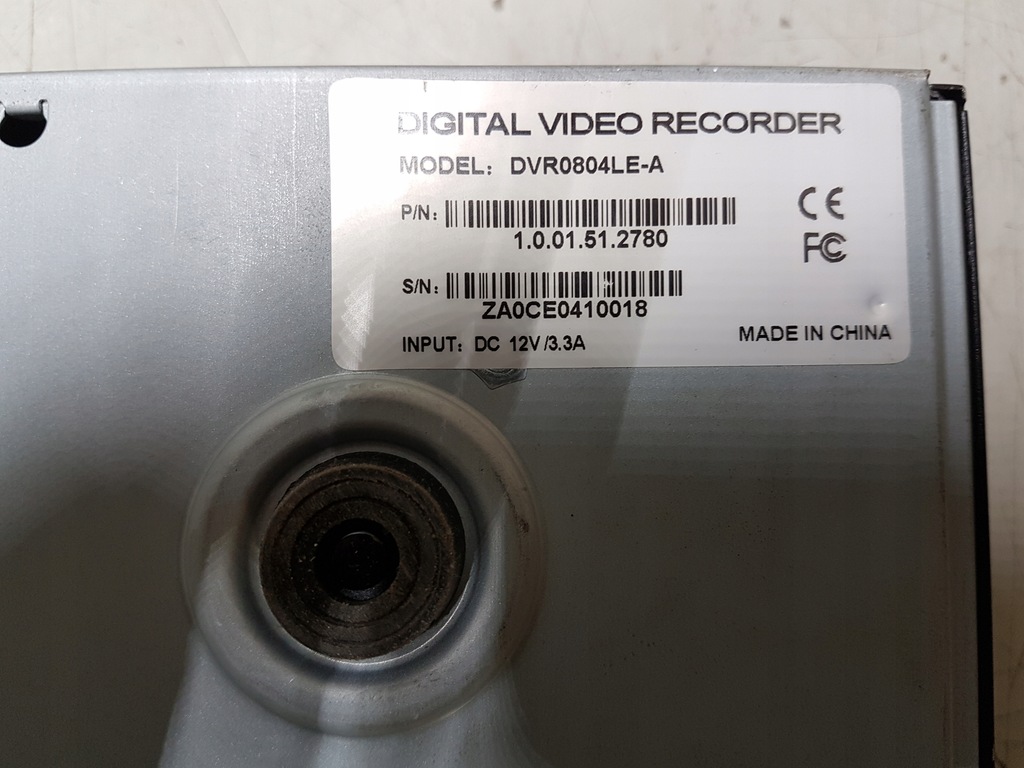 DIGITAL VIDEO RECORDER
MODEL: DVR0804LE-A
P/N:
1.0.01.51.2780
CE
FC
S/N:
ZA0CE0410018
INPUT: DC 12V/3.3A
MADE IN CHINA